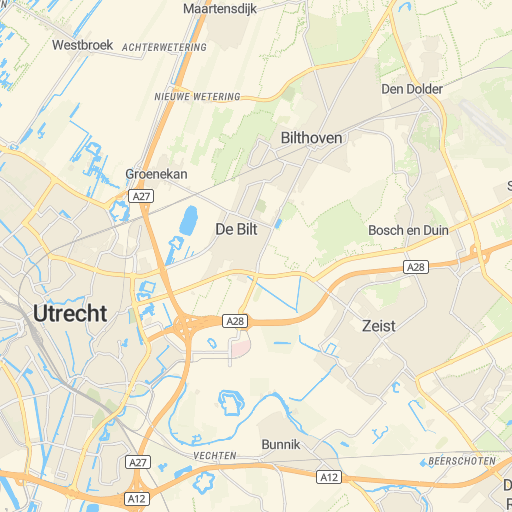 Maartensdijk
Westbroek
ACHTERWETERING
Den Dolder
NIEUWE WETERING
Bilthoven
Groenekan
A27
S
De Bilt
Bosch en Duin
A28
Utrecht
A28
Zeist
Bunnik
VECHTEN
A27
BEERSCHOTEN
A12
A12
D
R